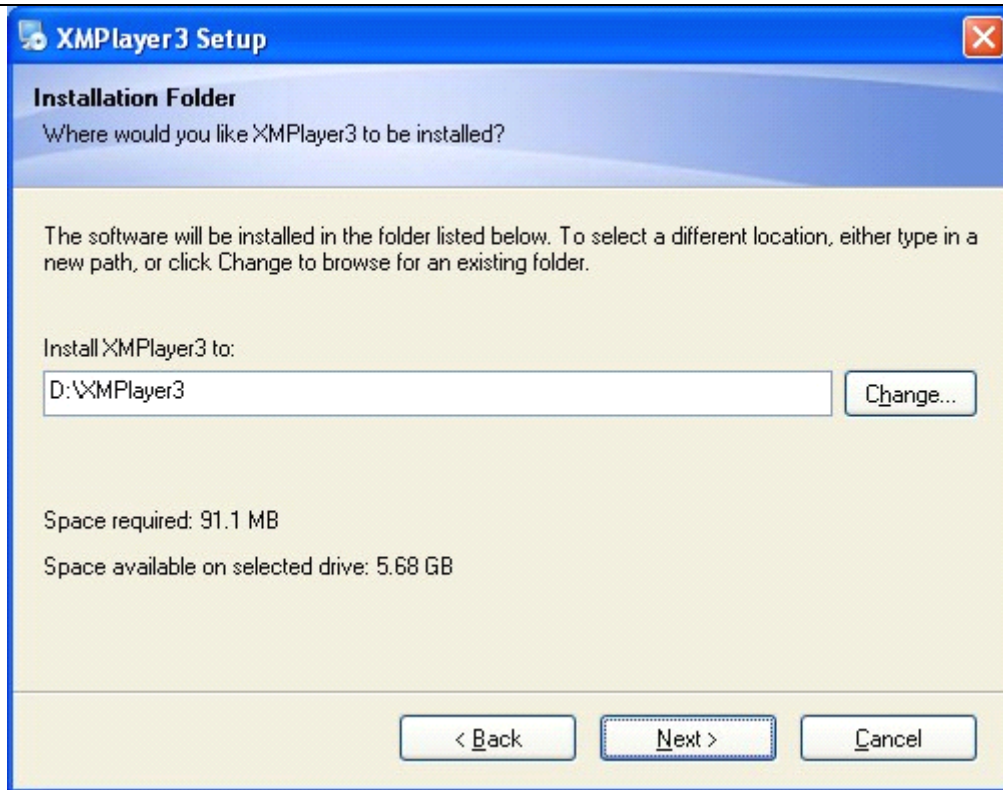 XMPlayer3 Setup
Installation Folder
Where would you like XMPlayer3 to be installed?
The software will be installed in the folder listed below. To select a different location, either type in a
new path, or click Change to browse for an existing folder.
Install XMPlayer3 to:
D:\XMPlayer3
Change...
Space required: 91.1 MB
Space available on selected drive: 5.68 GB
< Back
Next >
Cancel